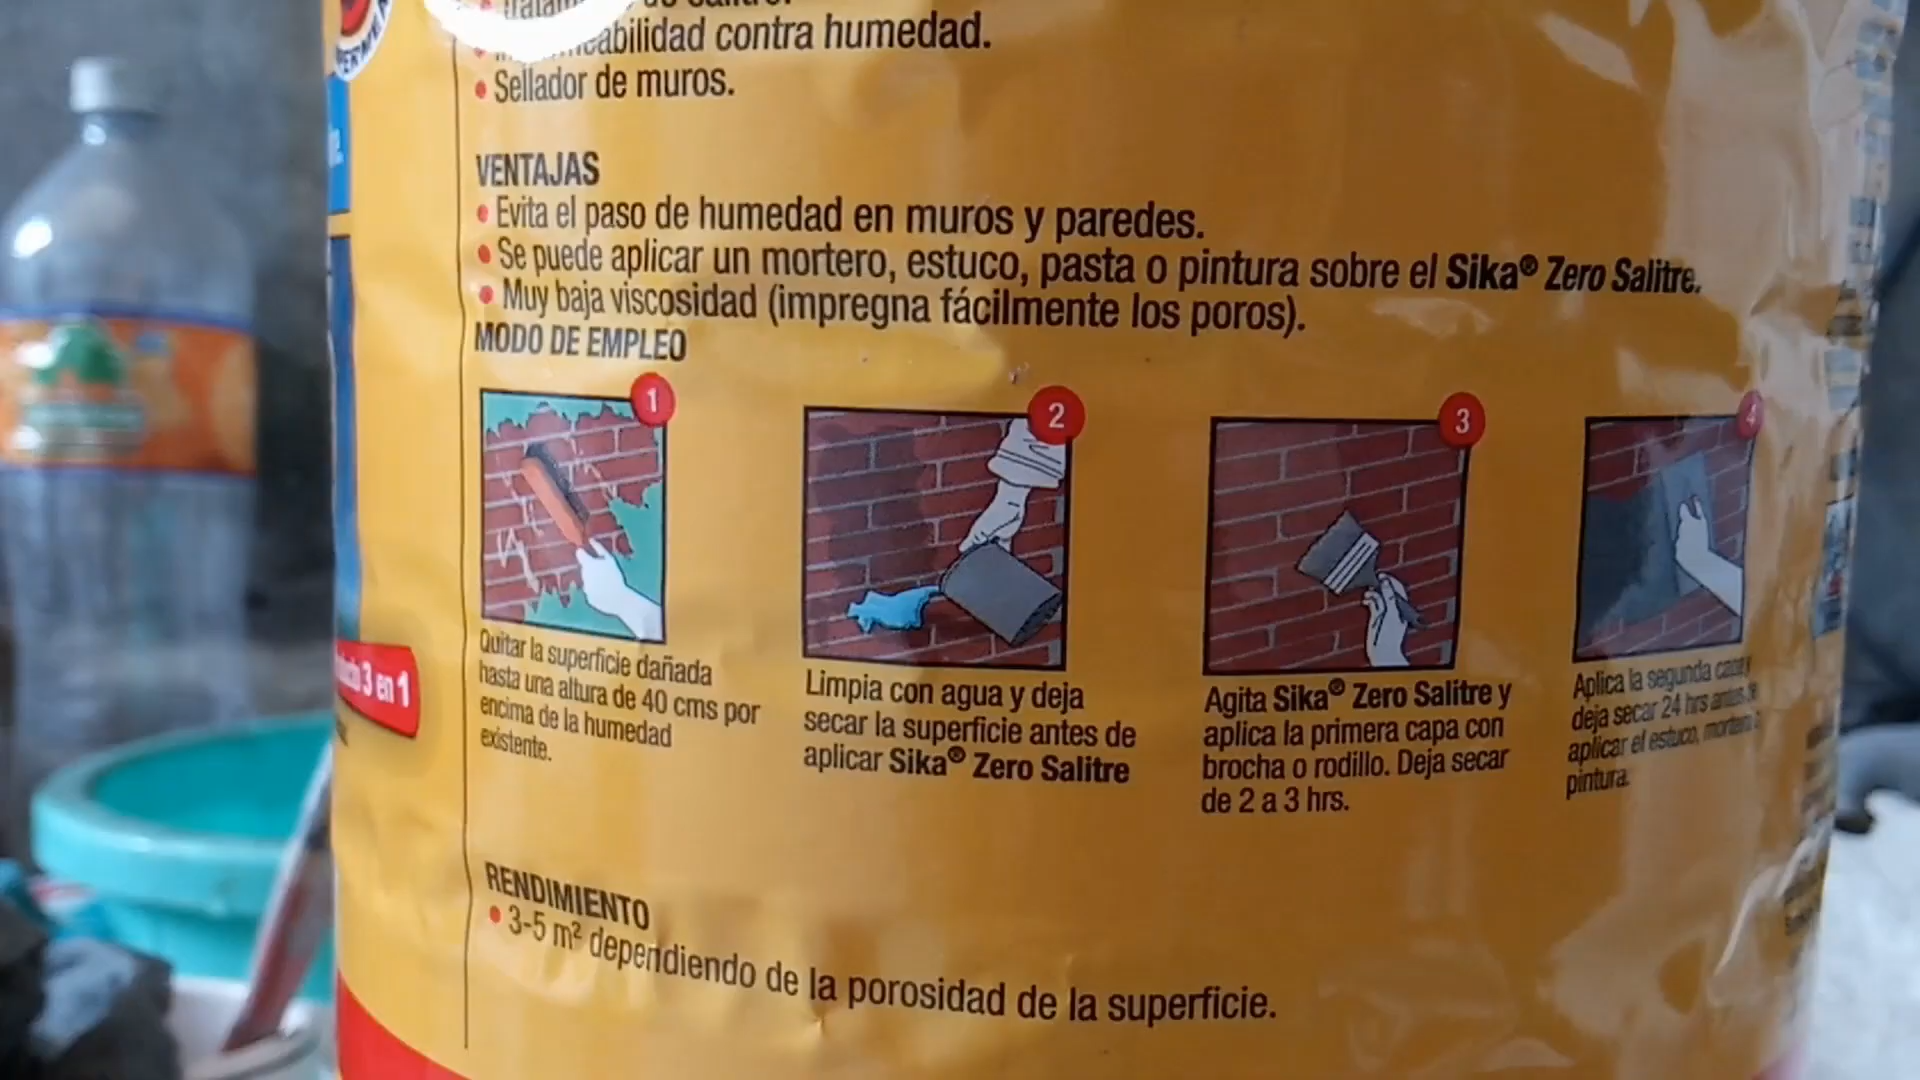 contra humedad.
• Sellador de muros.
VENTAJAS
• Evita el paso de humedad en muros y paredes.
• Se puede aplicar un mortero, estuco, pasta o pintura sobre el Sika® Zero Salitre.
• Muy baja viscosidad (impregna fácilmente los poros).
MODO DE EMPLEO
1
Quitar la superficie dañada
hasta una altura de 40 cms por
encima de la humedad
existente.
2
Limpia con agua y deja
secar la superficie antes de
aplicar Sika® Zero Salitre
3
Agita Sika® Zero Salitre y
aplica la primera capa con
brocha o rodillo. Deja secar
de 2 a 3 hrs.
4
Aplica la segunda capa y
deja secar 24 hrs antes de
aplicar el estuco, mortero
pintura.
3 en 1
RENDIMIENTO
• 3-5 m² dependiendo de la porosidad de la superficie.